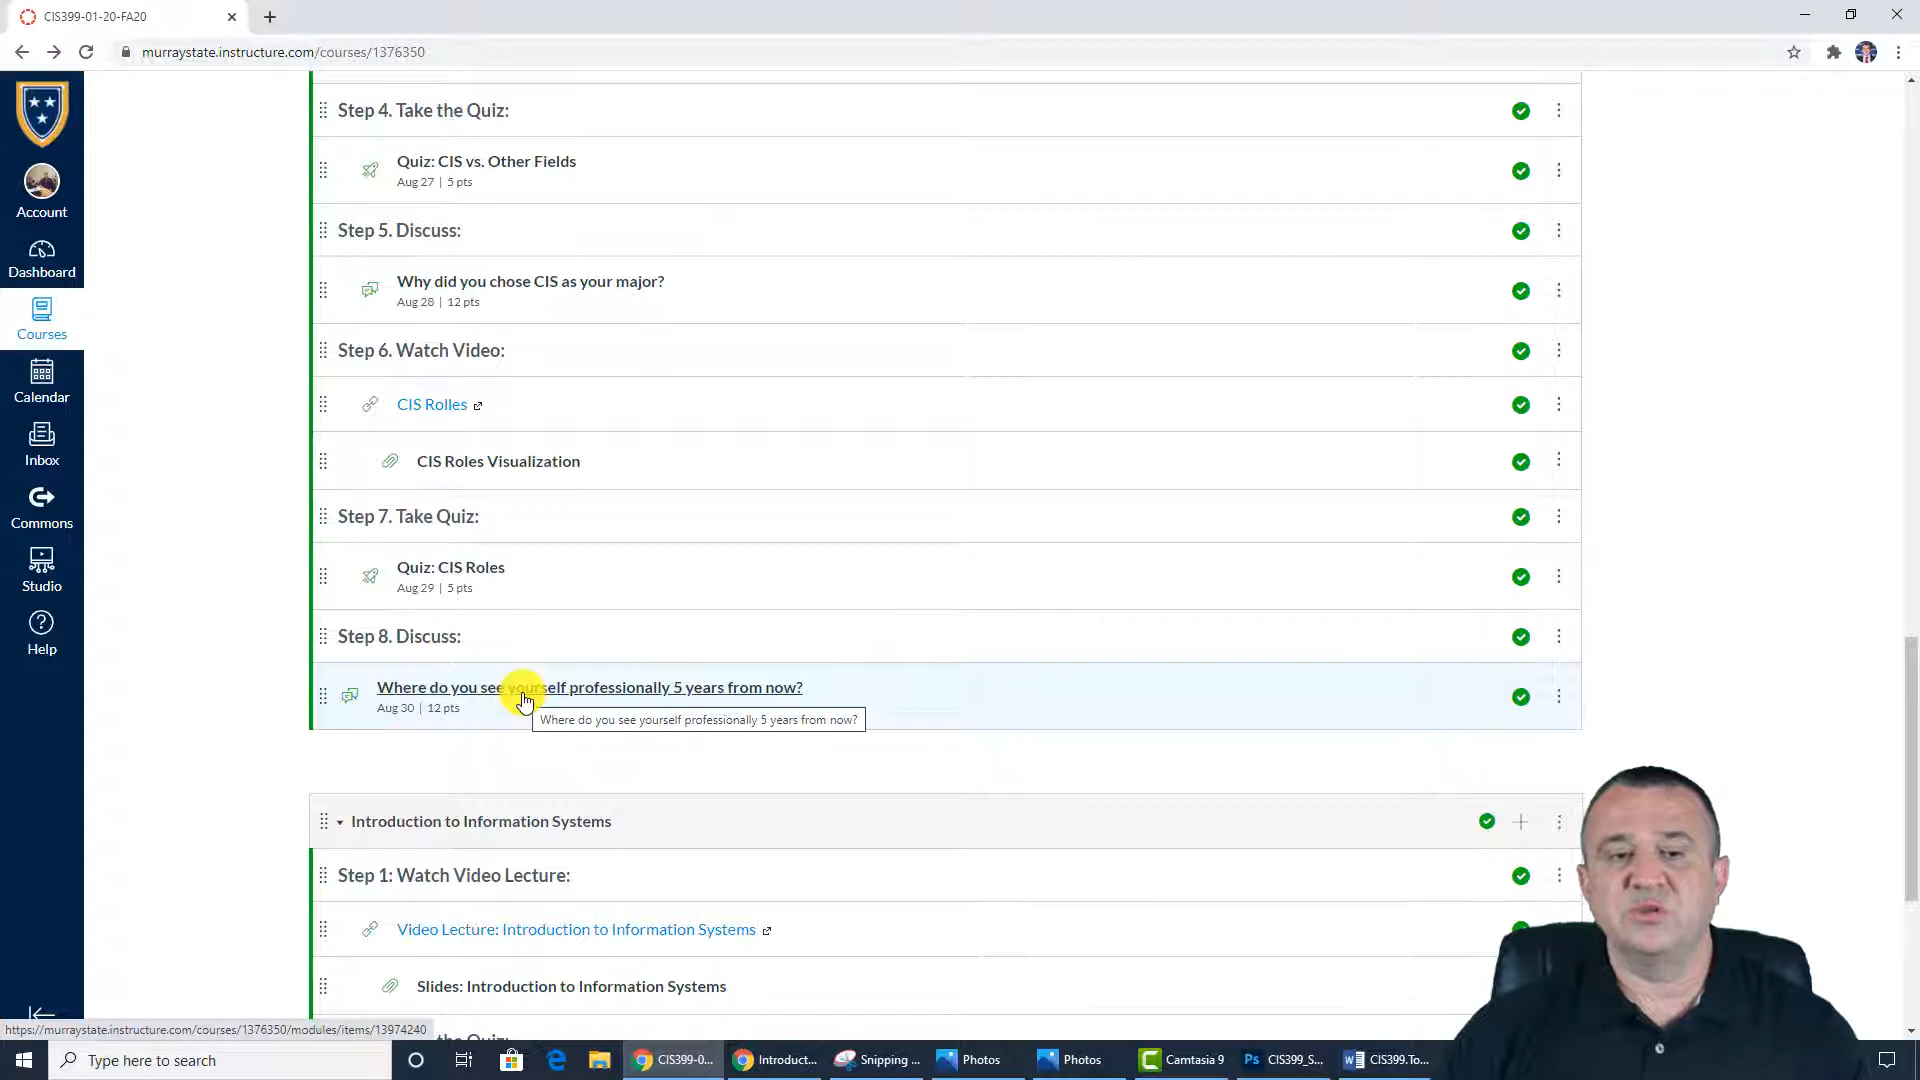 CIS399-01-20-FA20
murraystate.instructure.com/courses/1376350
Account
Dashboard
Courses
Calendar
Inbox
Commons
Studio
Help
Step 4. Take the Quiz:
Quiz: CIS vs. Other Fields
Aug 27 | 5 pts
Step 5. Discuss:
Why did you chose CIS as your major?
Aug 28 | 12 pts
Step 6. Watch Video:
CIS Rolles
CIS Roles Visualization
Step 7. Take Quiz:
Quiz: CIS Roles
Aug 29 | 5 pts
Step 8. Discuss:
Where do you see yourself professionally 5 years from now?
Aug 30 | 12 pts
Where do you see yourself professionally 5 years from now?
Introduction to Information Systems
Step 1: Watch Video Lecture:
Video Lecture: Introduction to Information Systems
Slides: Introduction to Information Systems
the Quiz:
https://murraystate.instructure.com/courses/1376350/modules/items/13974240
Type here to search
CIS399-0...
Introduct...
Snipping ...
Photos
Photos
Camtasia 9
Ps
CIS399_S...
CIS399.To...